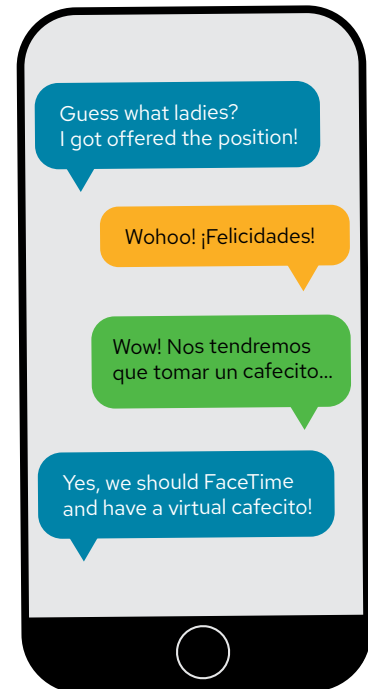 Guess what ladies?
I got offered the position!
Wohoo! ¡Felicidades!
Wow! Nos tendremos
que tomar un cafecito...
Yes, we should FaceTime
and have a virtual cafecito!